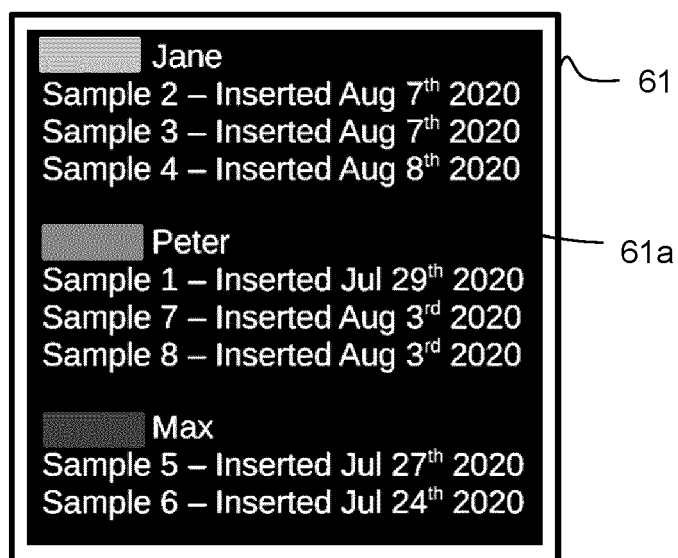 Jane
Sample 2 – Inserted Aug 7th 2020
Sample 3 – Inserted Aug 7th 2020
Sample 4 – Inserted Aug 8th 2020
Peter
Sample 1 – Inserted Jul 29th 2020
Sample 7 – Inserted Aug 3rd 2020
Sample 8 – Inserted Aug 3rd 2020
Max
Sample 5 – Inserted Jul 27th 2020
Sample 6 – Inserted Jul 24th 2020
61
61a